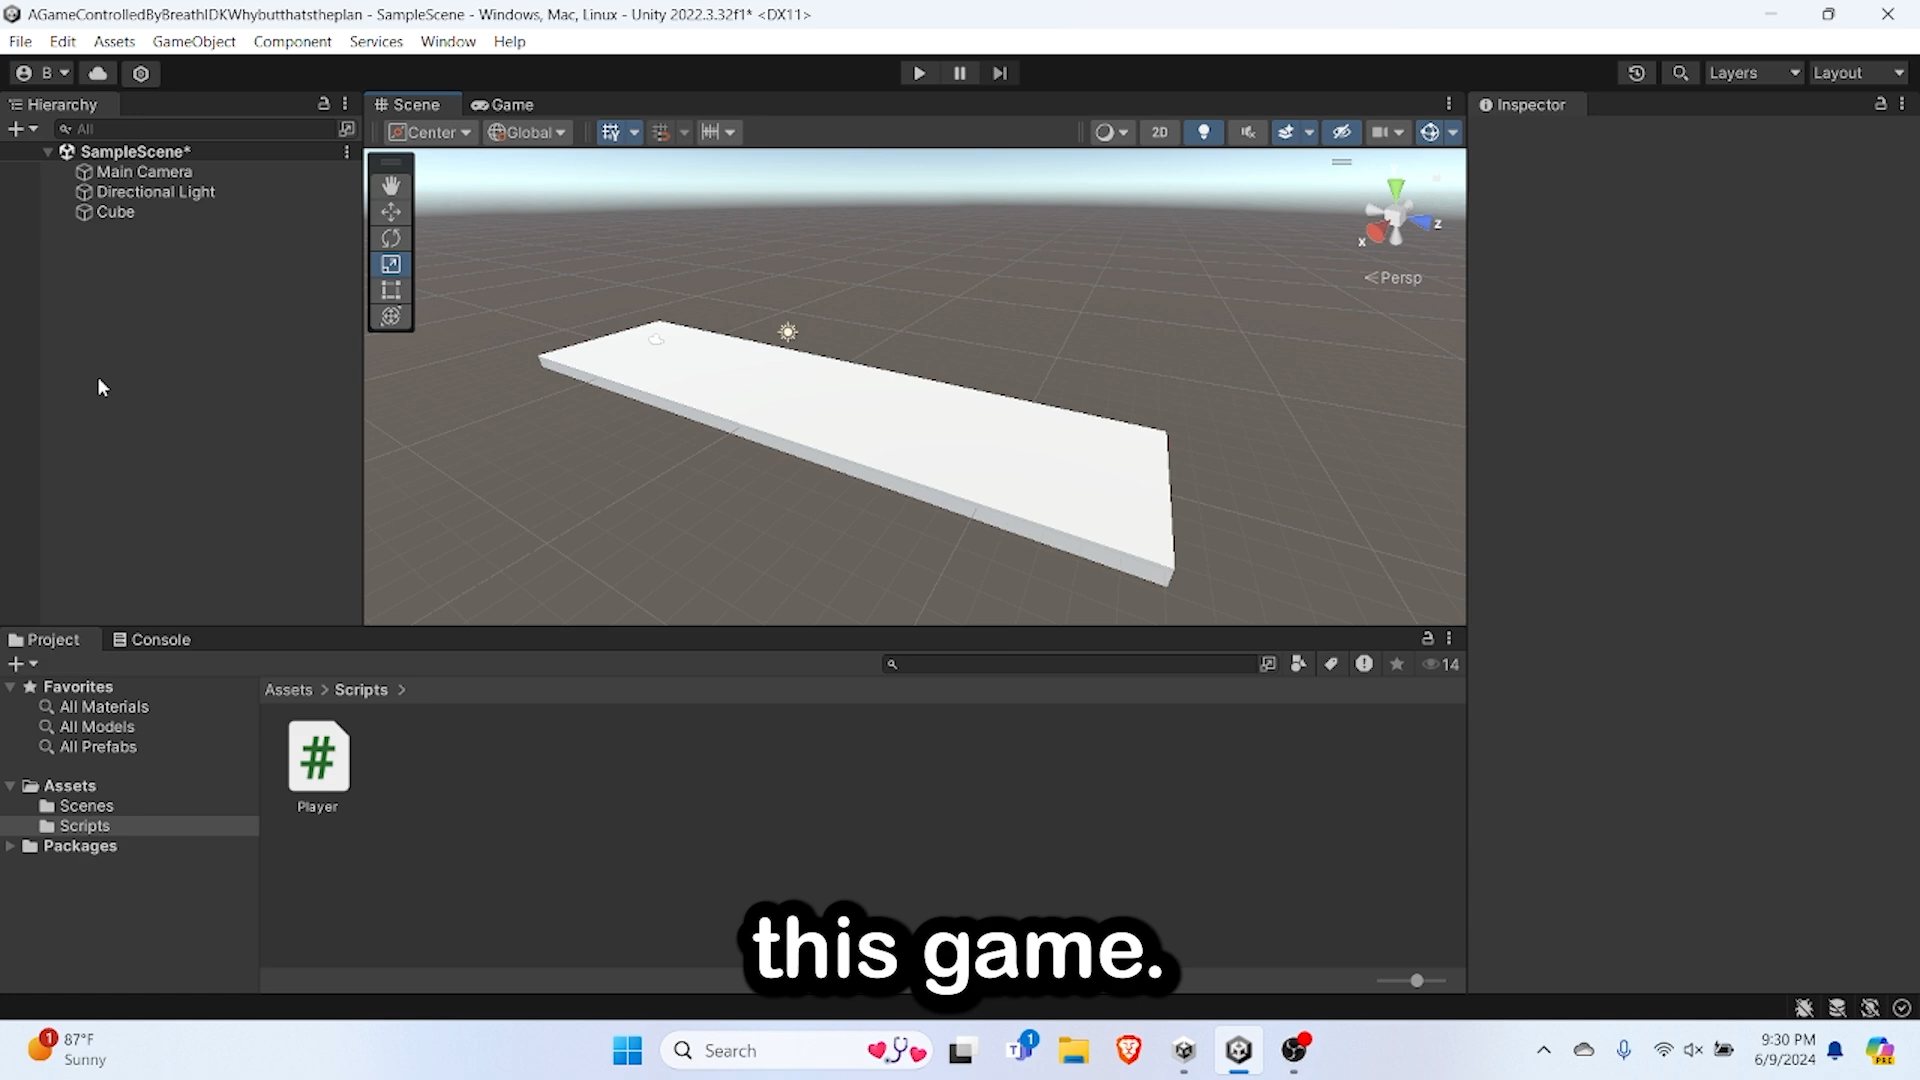 AGameControlledByBreathIDKWhybutthatstheplan - SampleScene - Windows, Mac, Linux - Unity 2022.3.32f1* <DX11>
File Edit Assets GameObject Component Services Window Help
B Layers Layout
Hierarchy
All
SampleScene*
Main Camera
Directional Light
Cube
Scene Game
Center Global 2D
x z
Persp
Inspector
Project Console
14
Favorites
All Materials
All Models
All Prefabs
Assets
Scenes
Scripts
Packages
Assets > Scripts >
#
Player
this game.
1 87°F
Sunny
Search
T 1
9:30 PM
6/9/2024
PRE